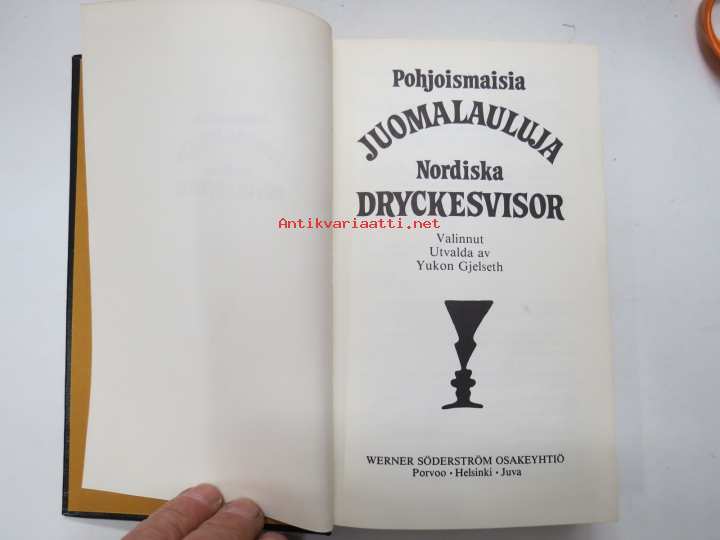 Pohjoismaisia
JUOMALAULUJA
Nordiska
DRYCKESVISOR
Antikvariaatti.net
Valinnut
Utvalda av
Yukon Gjelseth
WERNER SÖDERSTRÖM OSAKEYHTIÖ
Porvoo • Helsinki • Juva